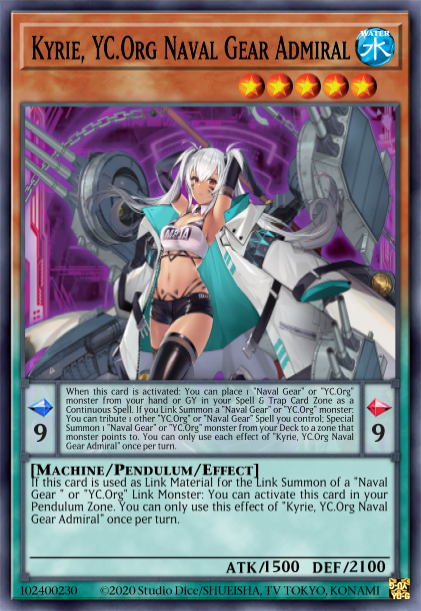 Kyrie, YC.Org Naval Gear Admiral
WATER
水
META
When this card is activated: You can place 1 "Naval Gear" or "YC.Org"
monster from your hand or GY in your Spell & Trap Card Zone as a
Continuous Spell. If you Link Summon a "Naval Gear" or "YC.Org" monster:
You can tribute 1 other "YC.Org" or "Naval Gear" Spell you control; Special
Summon 1 "Naval Gear" or "YC.Org" monster from your Deck to a zone that
monster points to. You can only use each effect of "Kyrie, YC.Org Naval
Gear Admiral" once per turn.
9
9
[Machine/Pendulum/Effect]
If this card is used as Link Material for the Link Summon of a "Naval
Gear " or "YC.Org" Link Monster: You can activate this card in your
Pendulum Zone. You can only use this effect of "Kyrie, YC.Org Naval
Gear Admiral" once per turn.
ATK/1500 DEF/2100
102400230 ©2020 Studio Dice/SHUEISHA, TV TOKYO, KONAMI